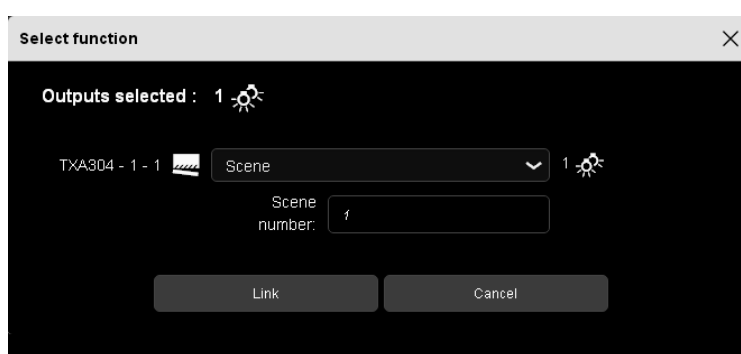 Select function
Outputs selected : 1
TXA304 - 1 - 1 Scene 1
Scene
number: 1
Link Cancel